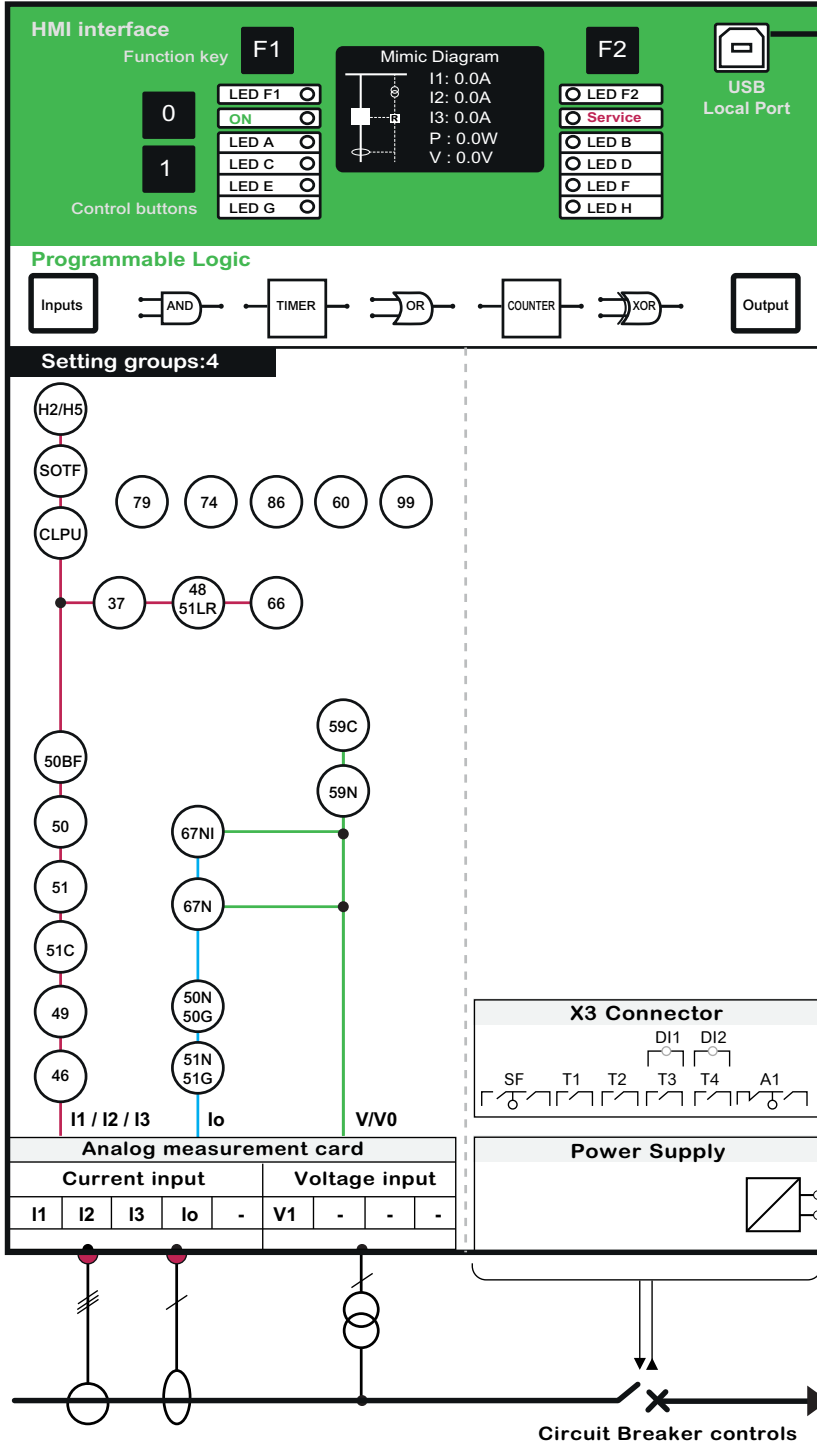 HMI interface
Function key
F1
F2
Mimic Diagram
I1: 0.0A
I2: 0.0A
I3: 0.0A
P : 0.0W
V : 0.0V
R
USB
Local Port
0
1
Control buttons
LED F1
ON
LED A
LED C
LED E
LED G
LED F2
Service
LED B
LED D
LED F
LED H
Programmable Logic
Inputs
AND
TIMER
OR
COUNTER
XOR
Output
Setting groups:4
H2/H5
SOTF
CLPU
79
74
86
60
99
37
48
51LR
66
59C
59N
50BF
50
51
51C
49
46
67NI
67N
50N
50G
51N
51G
I1 / I2 / I3
Io
V/V0
Analog measurement card
Current input
Voltage input
I1
I2
I3
Io
-
V1
-
-
-
X3 Connector
DI1
DI2
SF
T1
T2
T3
T4
A1
Power Supply
Circuit Breaker controls